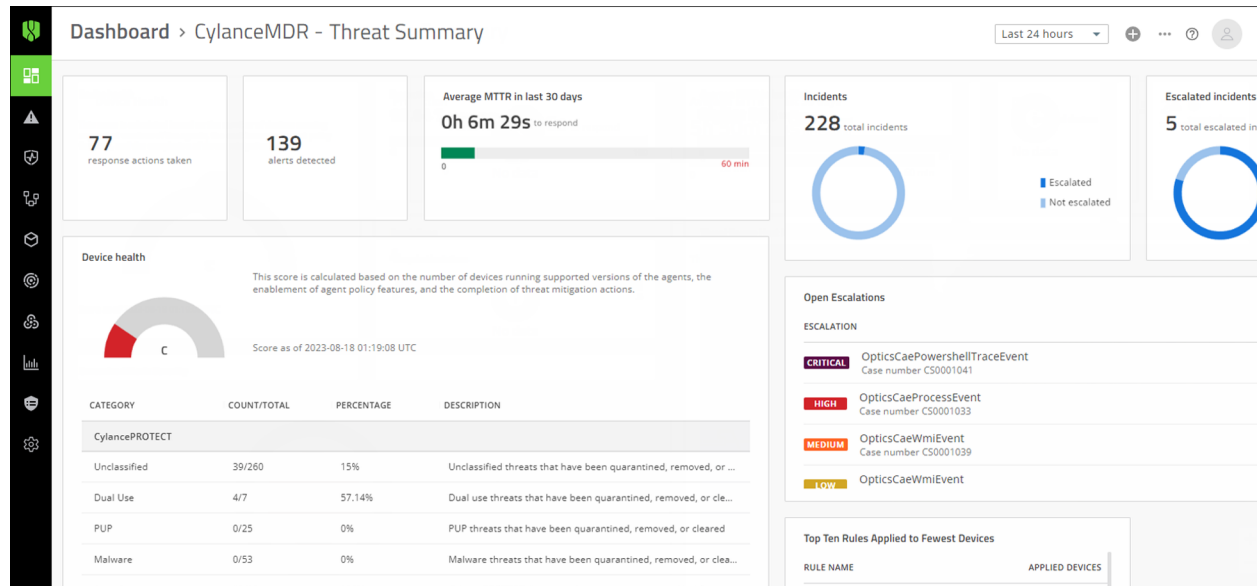 Dashboard > CylanceMDR - Threat Summary
Last 24 hours
77
response actions taken
139
alerts detected
Average MTTR in last 30 days
0h 6m 29s to respond
0
60 min
Incidents
228 total incidents
Escalated
Not escalated
Escalated incidents
5 total escalated in
Device health
This score is calculated based on the number of devices running supported versions of the agents, the
enablement of agent policy features, and the completion of threat mitigation actions.
C
Score as of 2023-08-18 01:19:08 UTC
CATEGORY COUNT/TOTAL PERCENTAGE DESCRIPTION
CylancePROTECT
Unclassified 39/260 15% Unclassified threats that have been quarantined, removed, or ...
Dual Use 4/7 57.14% Dual use threats that have been quarantined, removed, or cle...
PUP 0/25 0% PUP threats that have been quarantined, removed, or cleared
Malware 0/53 0% Malware threats that have been quarantined, removed, or clea...
Open Escalations
ESCALATION
CRITICAL OpticsCaePowershellTraceEvent
Case number CS0001041
HIGH OpticsCaeProcessEvent
Case number CS0001033
MEDIUM OpticsCaeWmiEvent
Case number CS0001039
LOW OpticsCaeWmiEvent
Top Ten Rules Applied to Fewest Devices
RULE NAME APPLIED DEVICES